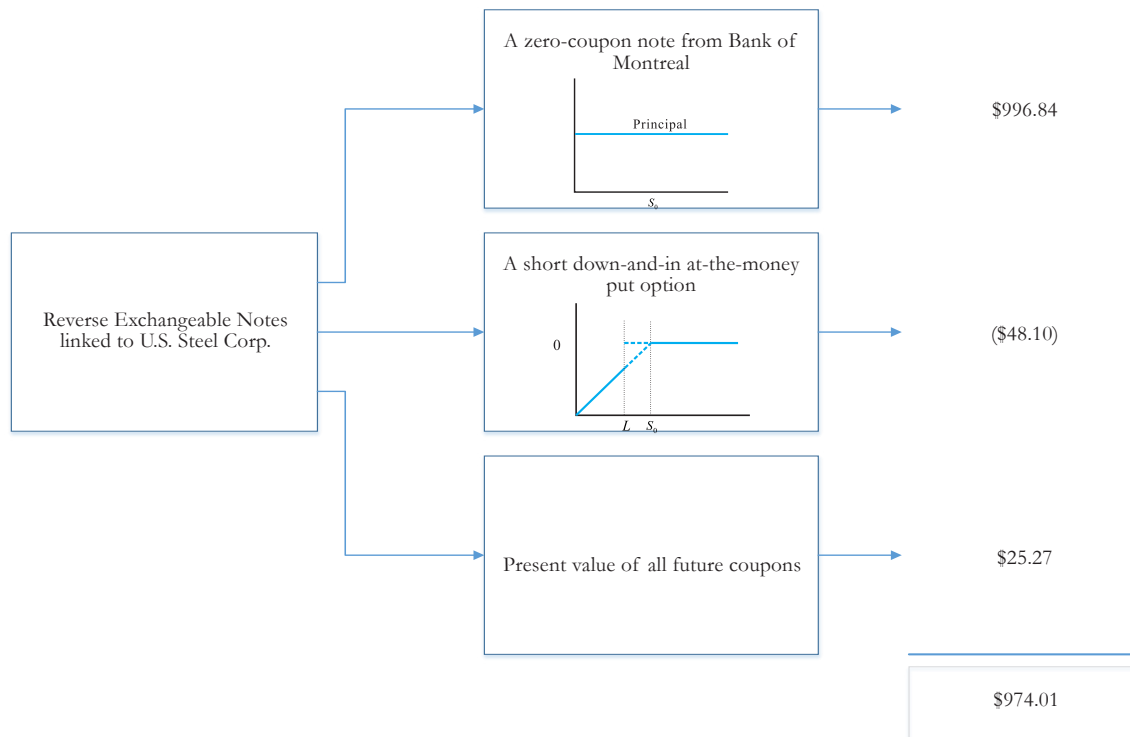 A zero-coupon note from Bank of
Montreal
Principal
S₀
$996.84
Reverse Exchangeable Notes
linked to U.S. Steel Corp.
A short down-and-in at-the-money
put option
0
L S₀
($48.10)
Present value of all future coupons
$25.27
$974.01